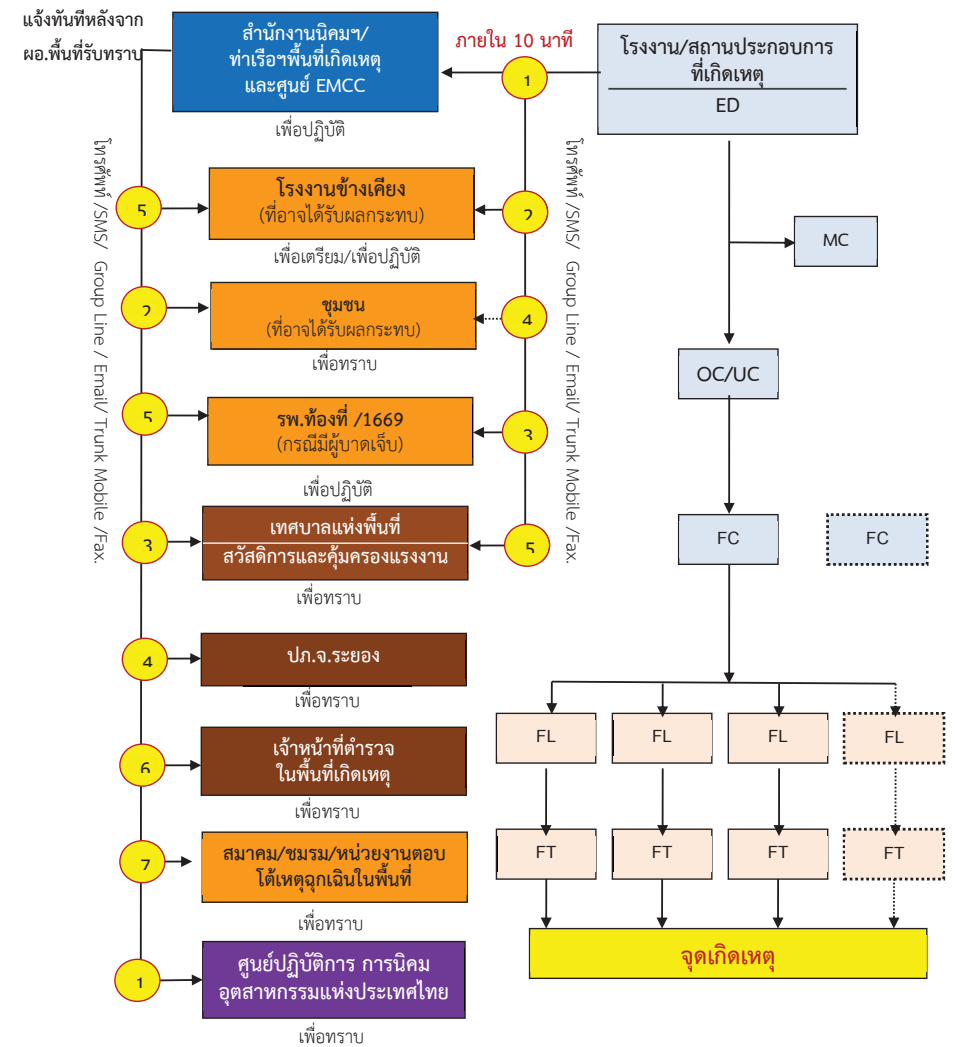 แจ้งทันทีหลังจาก
ผอ.พื้นที่รับทราบ
สำนักงานนิคมฯ/
ท่าเรือฯพื้นที่เกิดเหตุ
และศูนย์ EMCC
เพื่อปฏิบัติ
ภายใน 10 นาที
1
โรงงาน/สถานประกอบการ
ที่เกิดเหตุ
ED
โทรศัพท์ /SMS/ Group Line / Email/ Trunk Mobile /Fax.
โทรศัพท์ /SMS/ Group Line / Email/ Trunk Mobile /Fax.
5
โรงงานข้างเคียง
(ที่อาจได้รับผลกระทบ)
2
เพื่อเตรียม/เพื่อปฏิบัติ
MC
2
ชุมชน
(ที่อาจได้รับผลกระทบ)
4
เพื่อทราบ
OC/UC
5
รพ.ท้องที่ /1669
(กรณีมีผู้บาดเจ็บ)
3
เพื่อปฏิบัติ
3
เทศบาลแห่งพื้นที่
สวัสดิการและคุ้มครองแรงงาน
5
เพื่อทราบ
FC
FC
4
ปภ.จ.ระยอง
เพื่อทราบ
6
เจ้าหน้าที่ตำรวจ
ในพื้นที่เกิดเหตุ
เพื่อทราบ
FL
FL
FL
FL
7
สมาคม/ชมรม/หน่วยงานตอบ
โต้เหตุฉุกเฉินในพื้นที่
เพื่อทราบ
FT
FT
FT
FT
1
ศูนย์ปฏิบัติการ การนิคม
อุตสาหกรรมแห่งประเทศไทย
เพื่อทราบ
จุดเกิดเหตุ